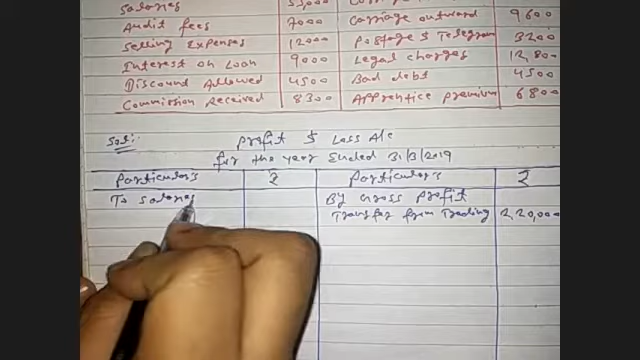 Salaries
Audit fees 7000 Carriage outward 9600
Selling Expenses 12000 Postage & Telegram 3200
Interest on Loan 9000 Legal charges 12,800
Discount Allowed 4500 Bad debt 4500
Commission Received 8300 Apprentice premium 6800
Sol:
Profit & Loss A/c
for the year Ended 31/3/2019
Particulars ₹ Particulars ₹
To Salaries By Gross profit
Transfer from Trading 2,20,000